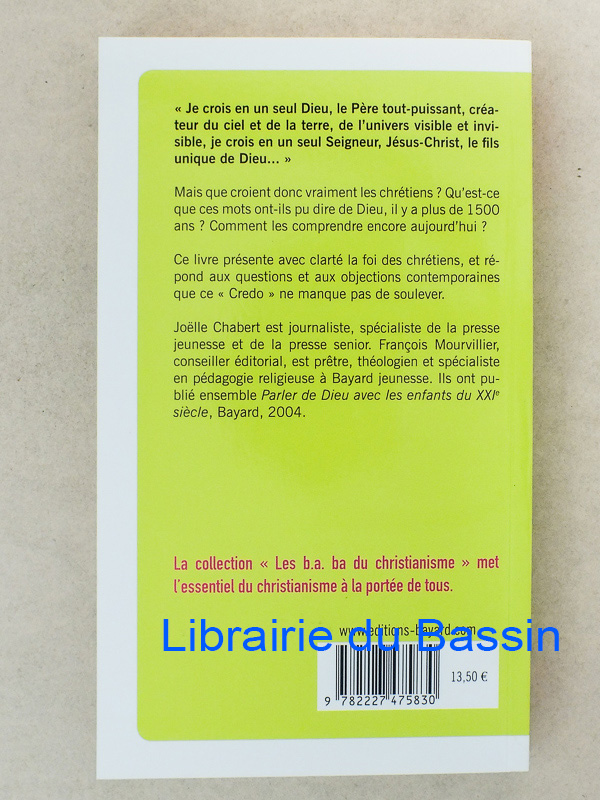 « Je crois en un seul Dieu, le Père tout-puissant, créa-
teur du ciel et de la terre, de l'univers visible et invi-
sible, je crois en un seul Seigneur, Jésus-Christ, le fils
unique de Dieu... »
Mais que croient donc vraiment les chrétiens ? Qu'est-ce
que ces mots ont-ils pu dire de Dieu, il y a plus de 1500
ans ? Comment les comprendre encore aujourd'hui ?
Ce livre présente avec clarté la foi des chrétiens, et ré-
pond aux questions et aux objections contemporaines
que ce « Credo » ne manque pas de soulever.
Joëlle Chabert est journaliste, spécialiste de la presse
jeunesse et de la presse senior. François Mourvillier,
conseiller éditorial, est prêtre, théologien et spécialiste
en pédagogie religieuse à Bayard jeunesse. Ils ont pu-
blié ensemble Parler de Dieu avec les enfants du XXIe
siècle, Bayard, 2004.
La collection « Les b.a. ba du christianisme » met
l'essentiel du christianisme à la portée de tous.
www.editions-bayard.com
Librairie du Bassin
13,50 €
9 782227 475830